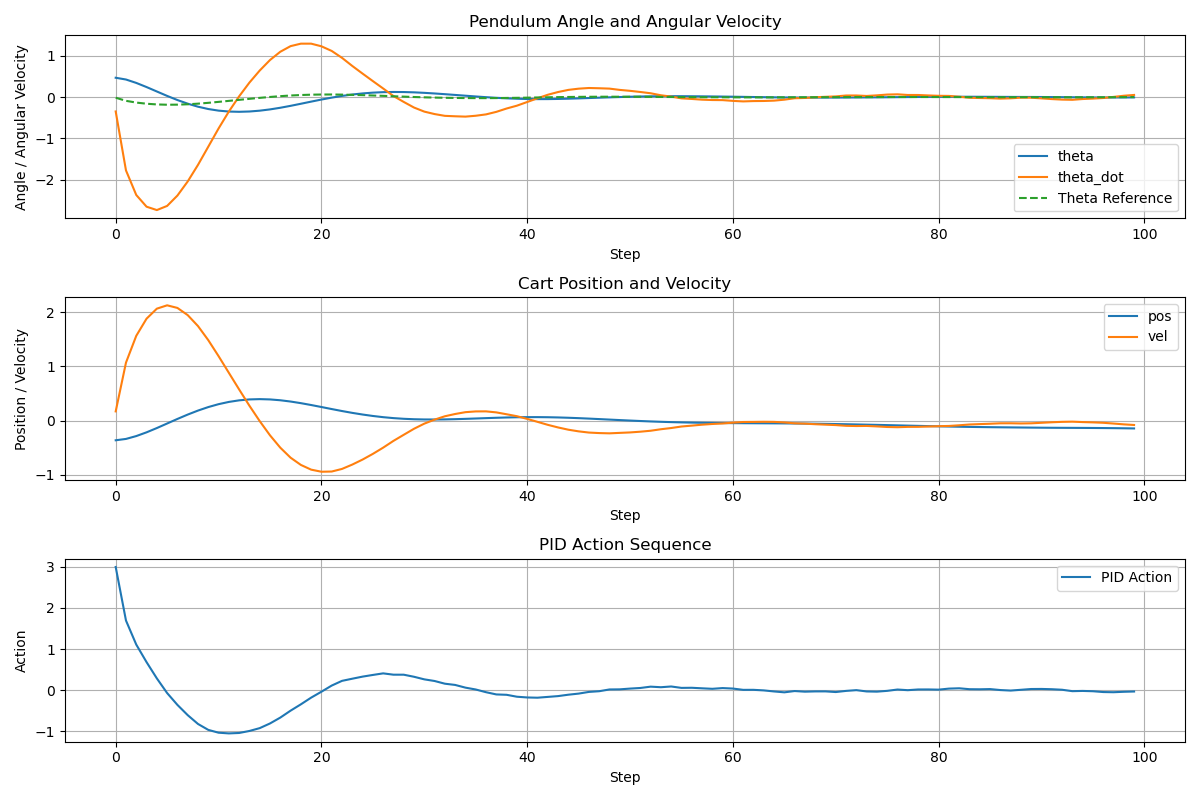 Pendulum Angle and Angular Velocity
Angle / Angular Velocity
1
0
−1
−2
theta
theta_dot
Theta Reference
0 20 40 60 80 100
Step
Cart Position and Velocity
Position / Velocity
2
1
0
−1
pos
vel
0 20 40 60 80 100
Step
PID Action Sequence
Action
3
2
1
0
−1
PID Action
0 20 40 60 80 100
Step